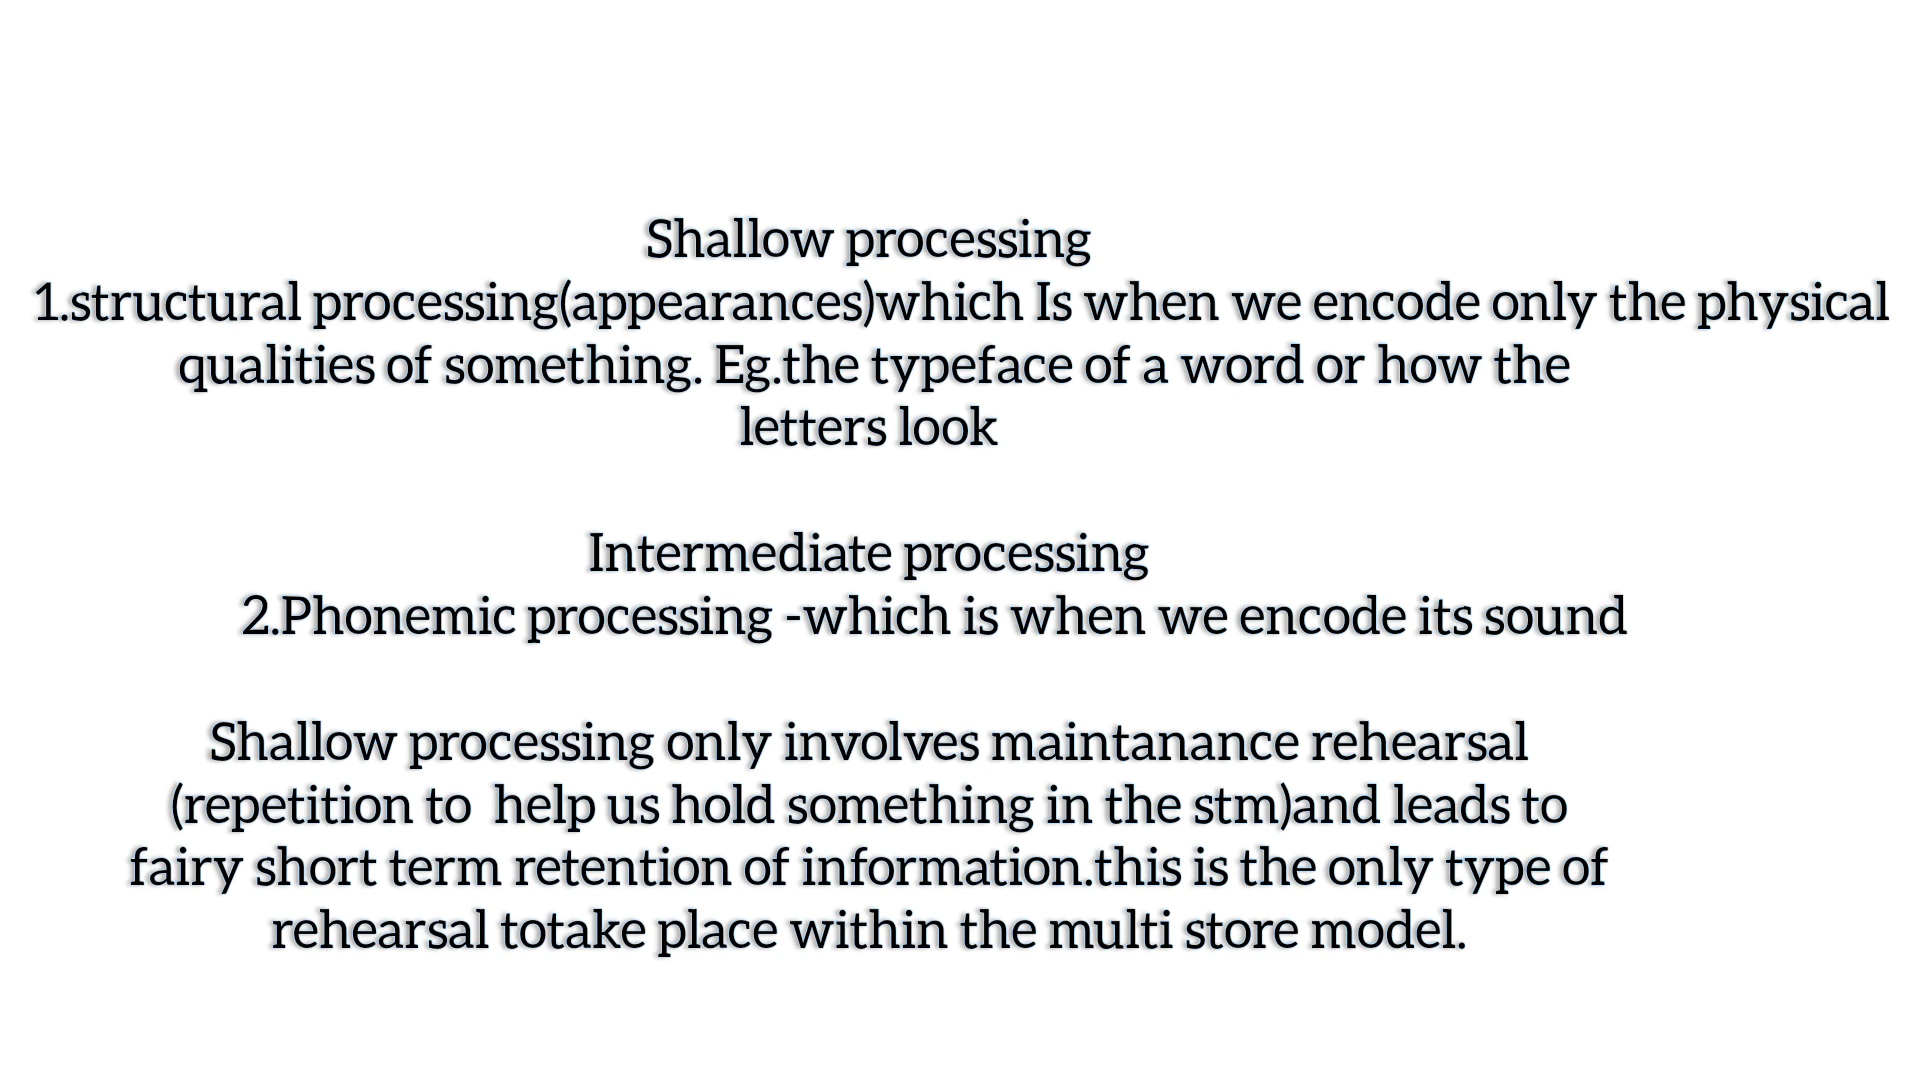 Shallow processing
1.structural processing(appearances)which Is when we encode only the physical
qualities of something. Eg.the typeface of a word or how the
letters look
Intermediate processing
2.Phonemic processing -which is when we encode its sound
Shallow processing only involves maintanance rehearsal
(repetition to  help us hold something in the stm)and leads to
fairy short term retention of information.this is the only type of
rehearsal totake place within the multi store model.